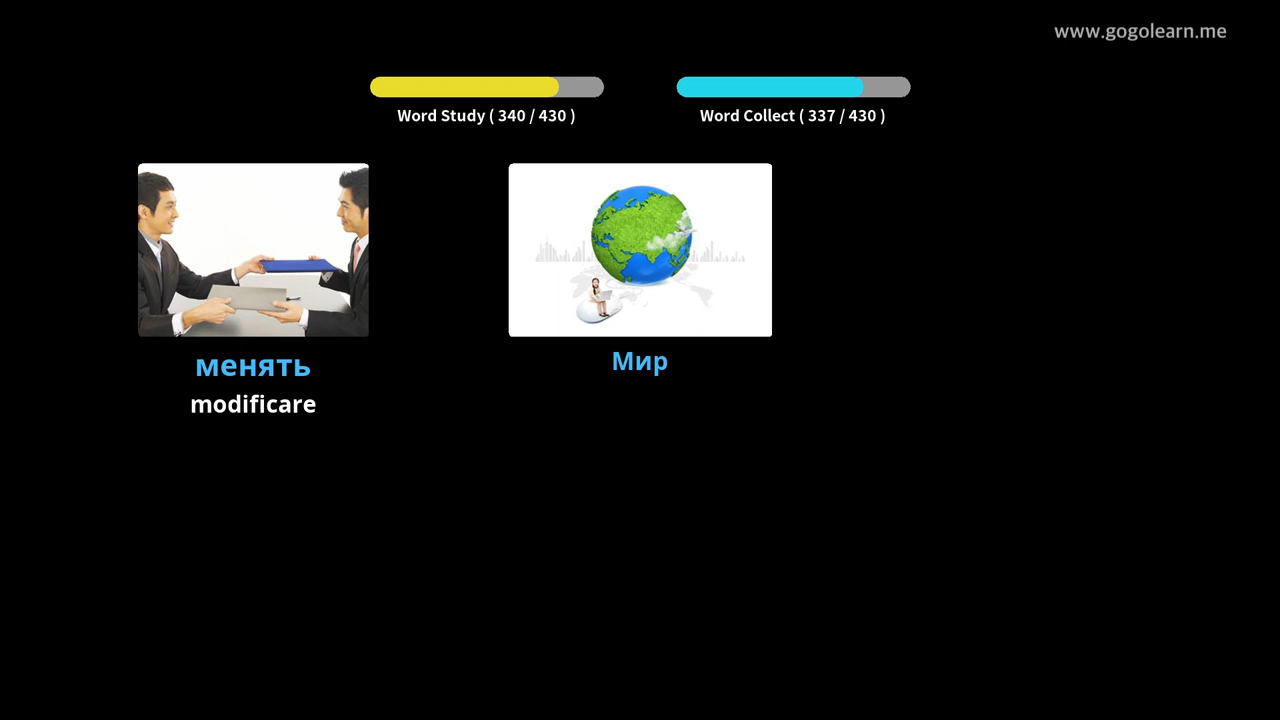 www.gogolearn.me
Word Study ( 340 / 430 )
Word Collect ( 337 / 430 )
менять
modificare
Мир